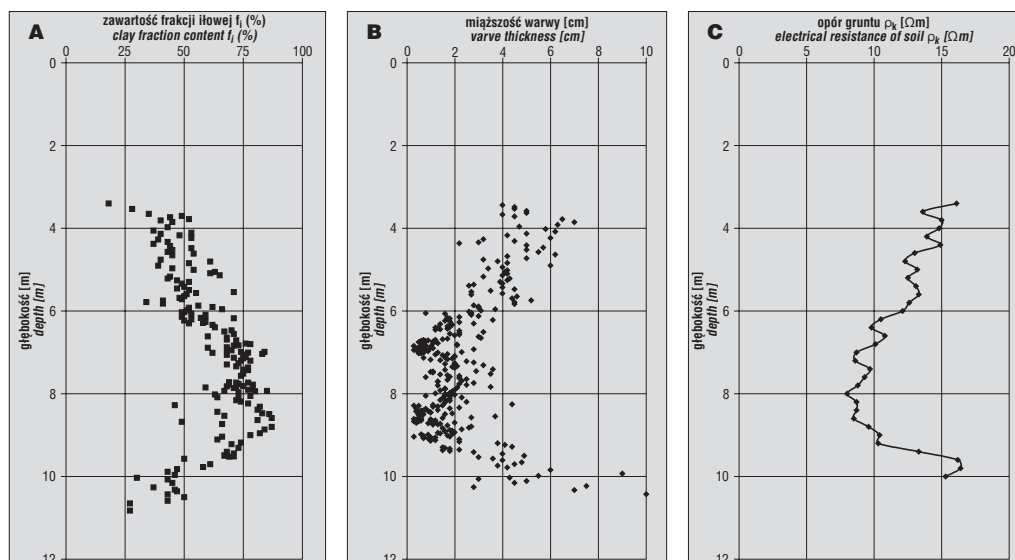 A
zawartość frakcji iłowej fi (%)
clay fraction content fi (%)
0 25 50 75 100
0
2
4
6
8
10
12
głębokość [m]
depth [m]
B
miąższość warwy [cm]
varve thickness [cm]
0 2 4 6 8 10
0
2
4
6
8
10
12
głębokość [m]
depth [m]
C
opór gruntu ρk [Ωm]
electrical resistance of soil ρk [Ωm]
0 5 10 15 20
0
2
4
6
8
10
12
głębokość [m]
depth [m]